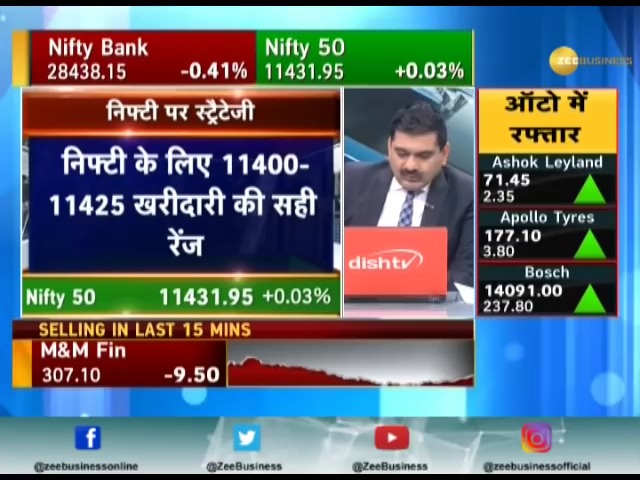 Nifty Bank
28438.15 -0.41%
Nifty 50
11431.95 +0.03%
ZEEBUSINESS
निफ्टी पर स्ट्रैटेजी
निफ्टी के लिए 11400-
11425 खरीदारी की सही
रेंज
Nifty 50 11431.95 +0.03%
dishtv
ऑटो में
रफ्तार
Ashok Leyland
71.45
2.35
Apollo Tyres
177.10
3.80
Bosch
14091.00
237.80
SELLING IN LAST 15 MINS
M&M Fin
307.10 -9.50
@zeebusinessonline
@ZeeBusiness
@ZeeBusiness
@zeebusinessofficial